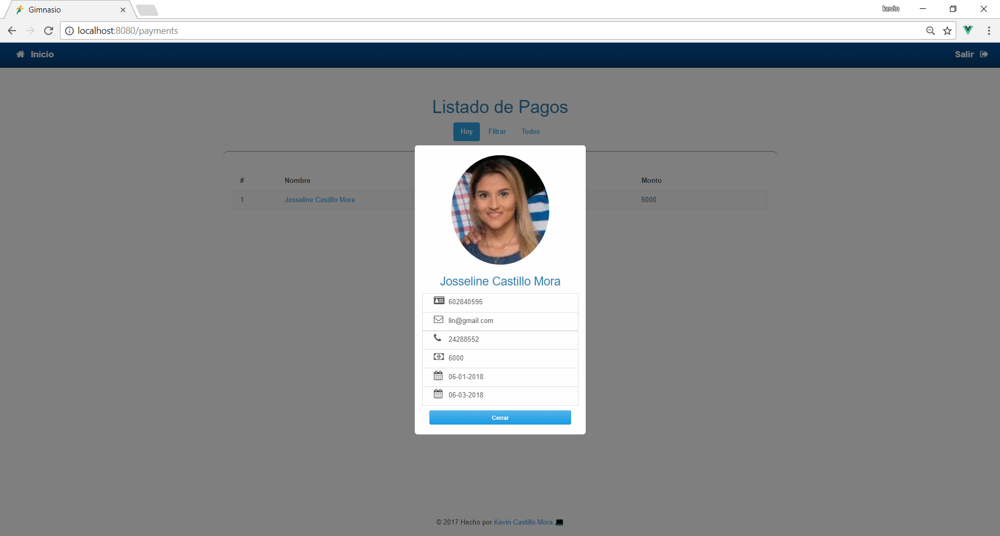 Gimnasio
kevin
localhost:8080/payments
Inicio
Salir
Listado de Pagos
Hoy Filtrar Todos
# Nombre Monto
1 Josseline Castillo Mora 6000
Josseline Castillo Mora
602840595
lin@gmail.com
24288552
6000
06-01-2018
06-03-2018
Cerrar
© 2017 Hecho por Kevin Castillo Mora